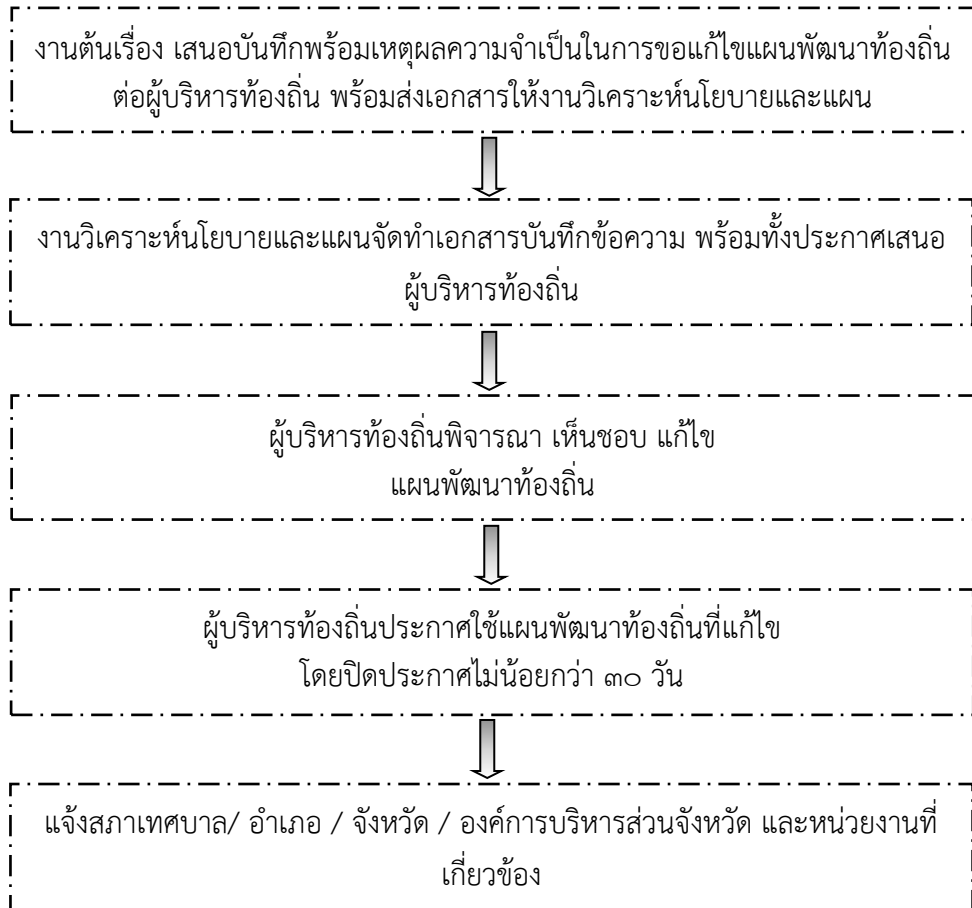 งานต้นเรื่อง เสนอบันทึกพร้อมเหตุผลความจำเป็นในการขอแก้ไขแผนพัฒนาท้องถิ่น
ต่อผู้บริหารท้องถิ่น พร้อมส่งเอกสารให้งานวิเคราะห์นโยบายและแผน
งานวิเคราะห์นโยบายและแผนจัดทำเอกสารบันทึกข้อความ พร้อมทั้งประกาศเสนอ
ผู้บริหารท้องถิ่น
ผู้บริหารท้องถิ่นพิจารณา เห็นชอบ แก้ไข
แผนพัฒนาท้องถิ่น
ผู้บริหารท้องถิ่นประกาศใช้แผนพัฒนาท้องถิ่นที่แก้ไข
โดยปิดประกาศไม่น้อยกว่า ๓๐ วัน
แจ้งสภาเทศบาล/ อำเภอ / จังหวัด / องค์การบริหารส่วนจังหวัด และหน่วยงานที่
เกี่ยวข้อง